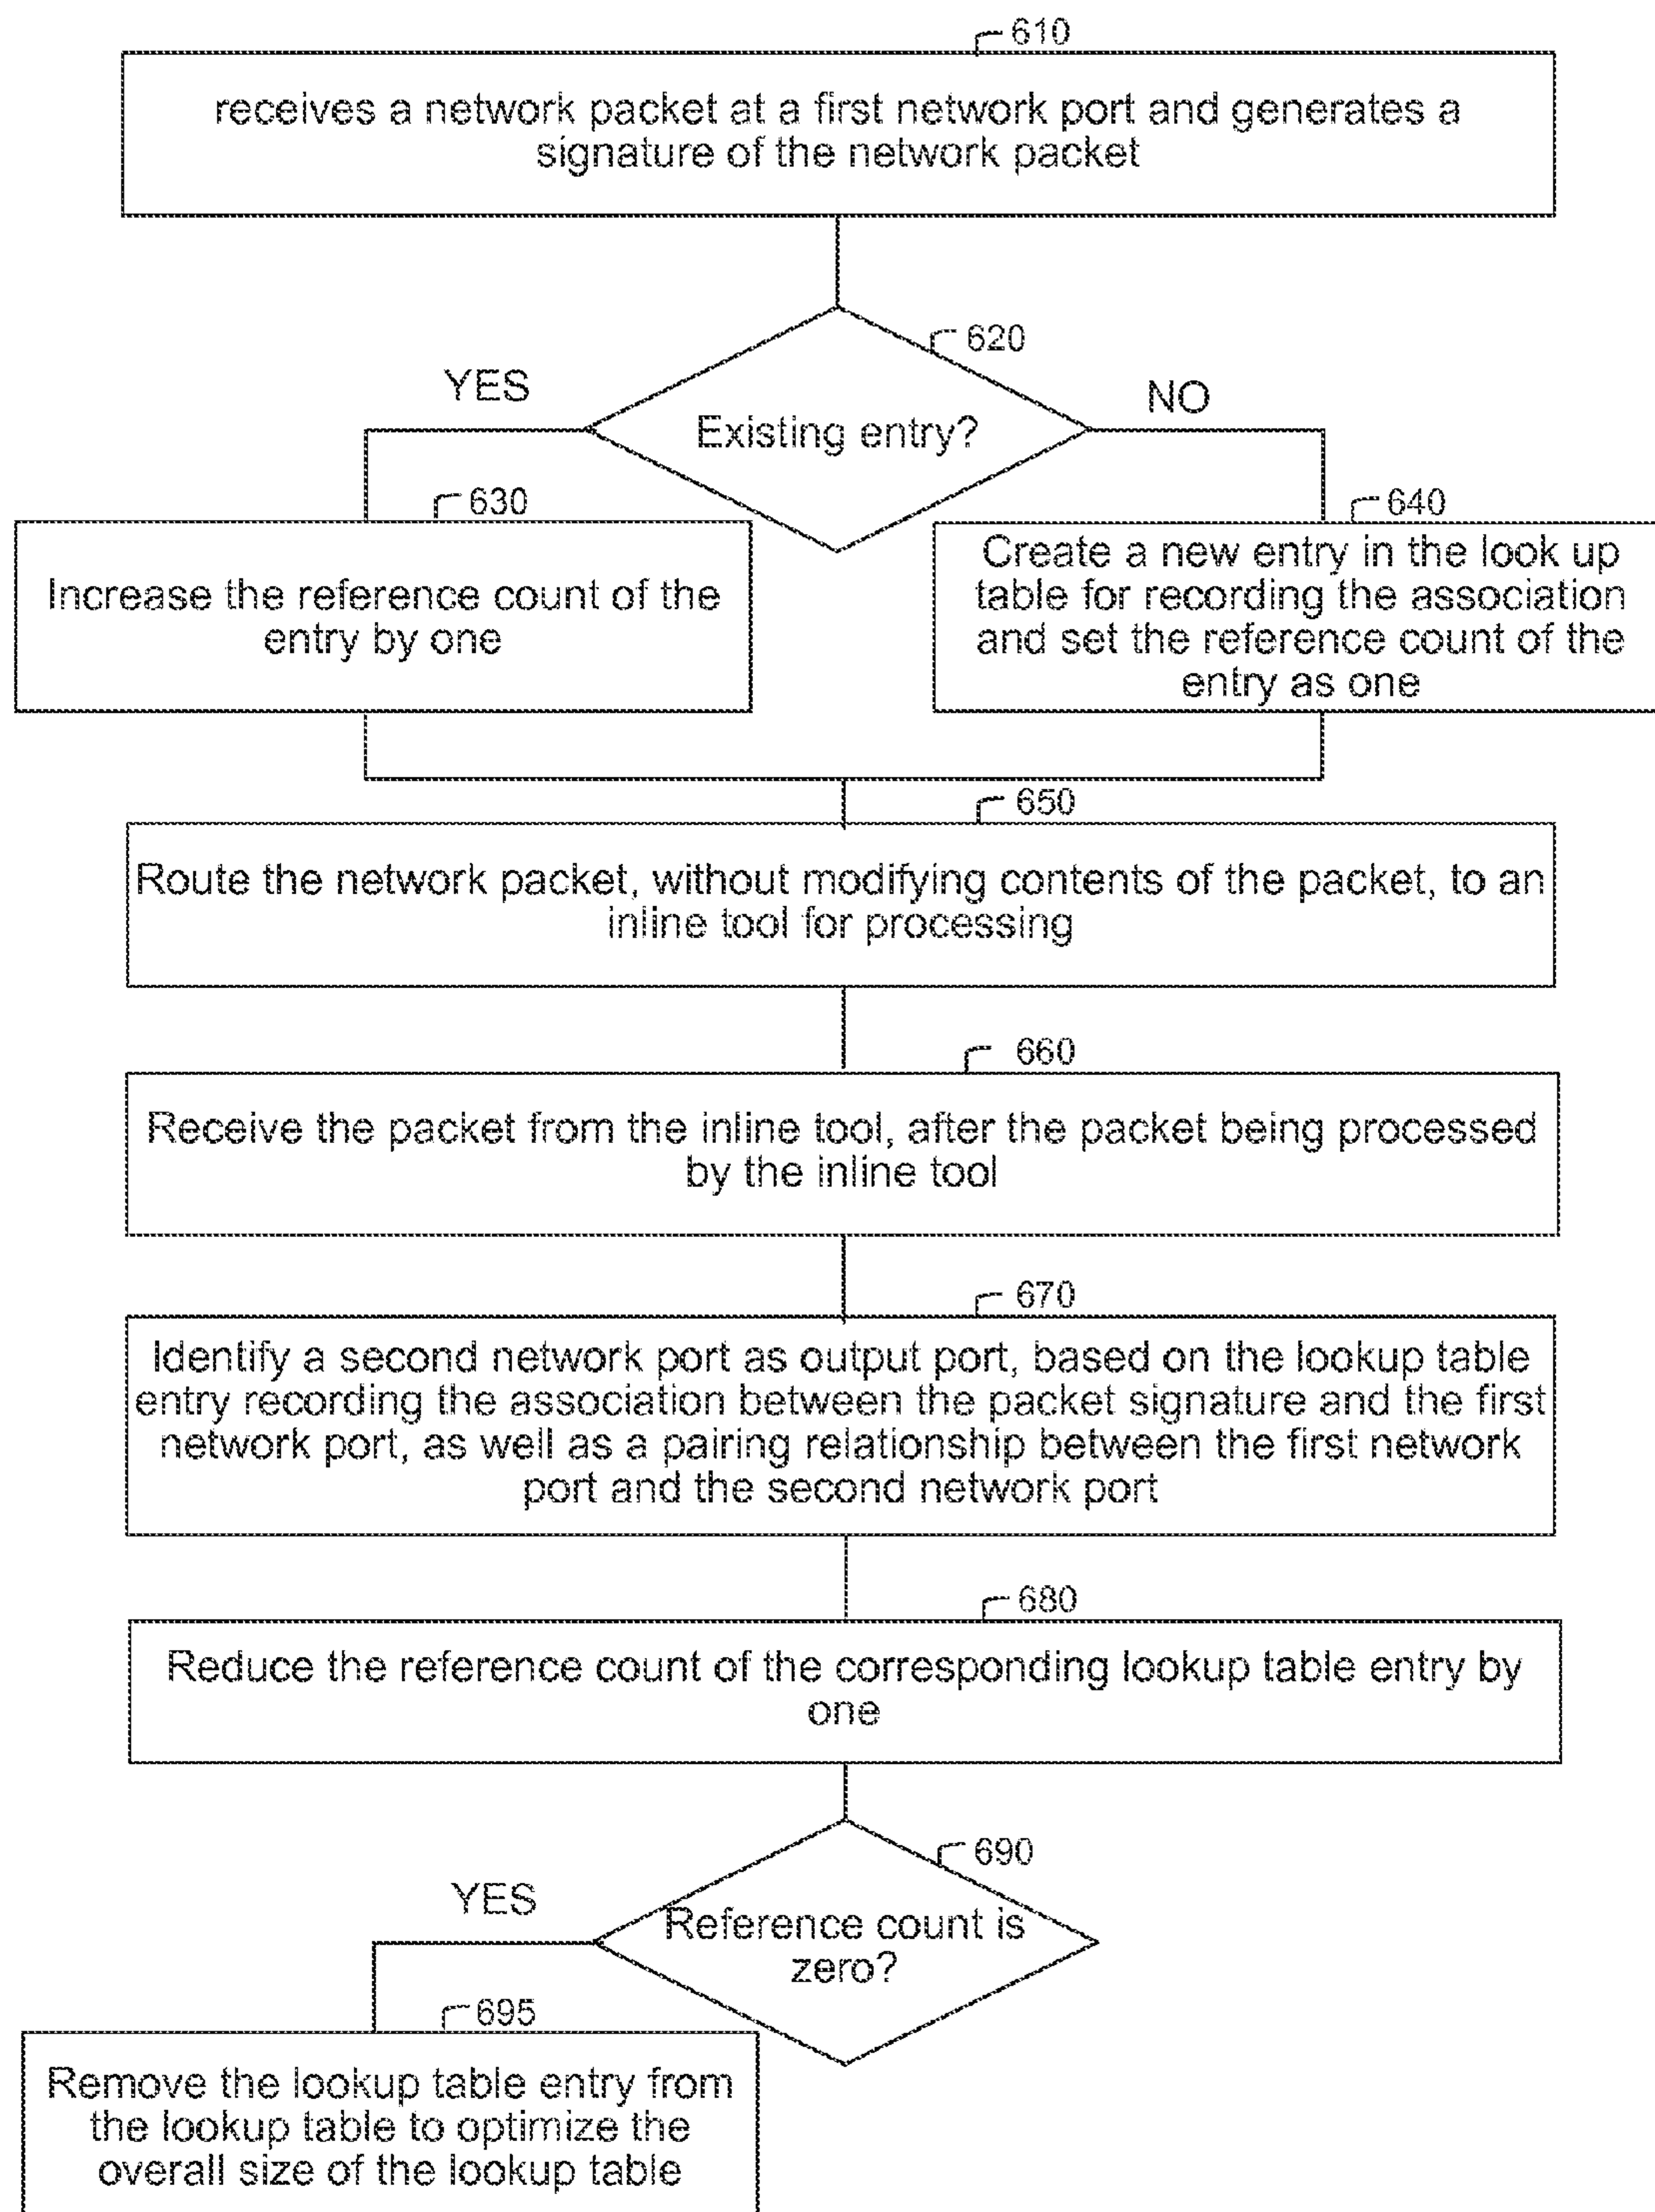 610
receives a network packet at a first network port and generates a
signature of the network packet
620
YES
NO
Existing entry?
630
640
Increase the reference count of the
entry by one
Create a new entry in the look up
table for recording the association
and set the reference count of the
entry as one
650
Route the network packet, without modifying contents of the packet, to an
inline tool for processing
660
Receive the packet from the inline tool, after the packet being processed
by the inline tool
670
Identify a second network port as output port, based on the lookup table
entry recording the association between the packet signature and the first
network port, as well as a pairing relationship between the first network
port and the second network port
680
Reduce the reference count of the corresponding lookup table entry by
one
690
YES
Reference count is
zero?
695
Remove the lookup table entry from
the lookup table to optimize the
overall size of the lookup table